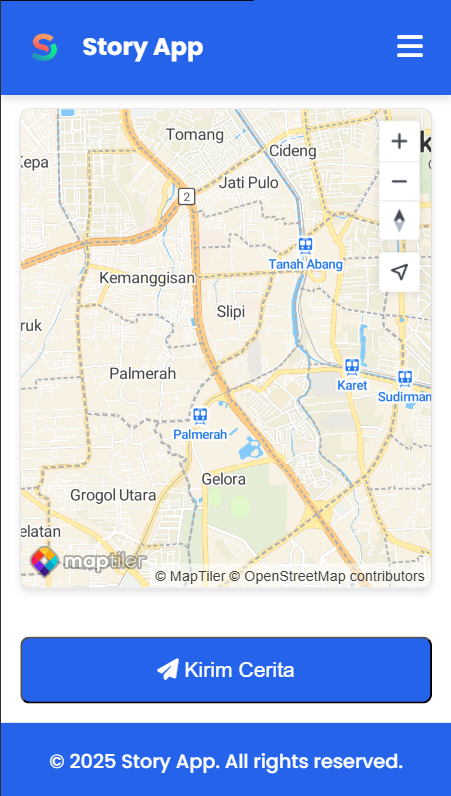 Story App
Tomang
Cideng
Kepa
Jati Pulo
2
Tanah Abang
Kemanggisan
ruk
Slipi
Palmerah
Karet
Sudirman
Palmerah
Gelora
Grogol Utara
elatan
maptiler
© MapTiler © OpenStreetMap contributors
Kirim Cerita
© 2025 Story App. All rights reserved.